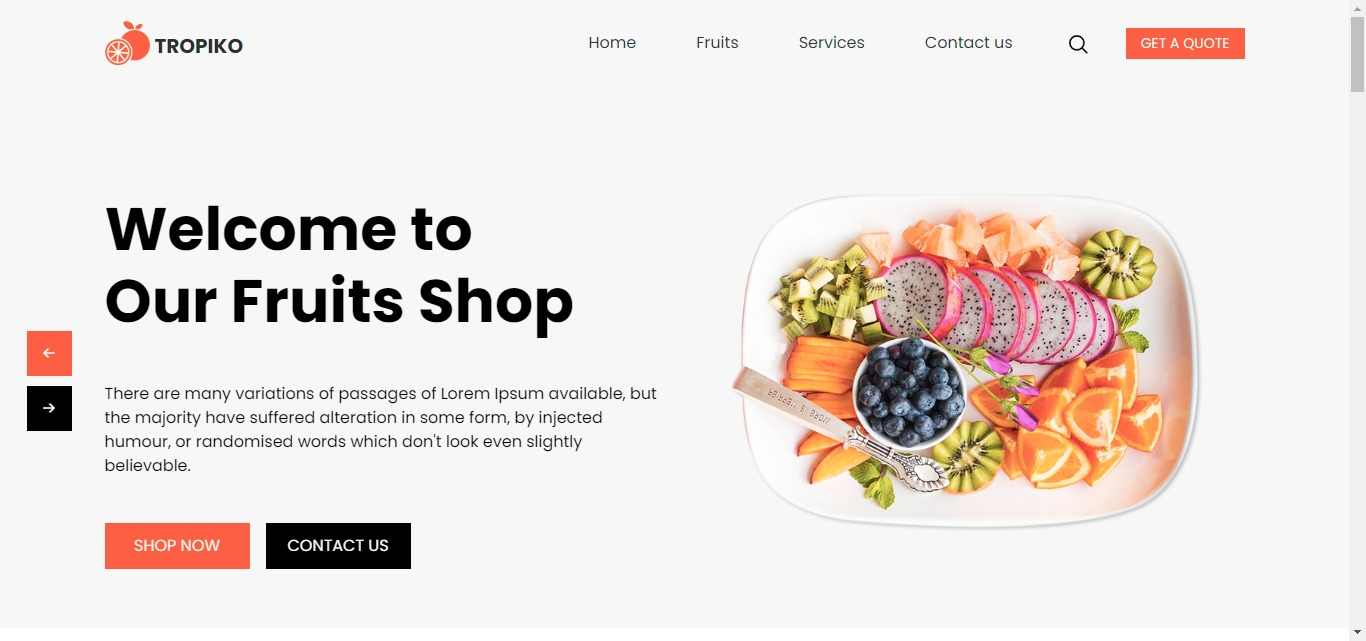 TROPIKO
Home
Fruits
Services
Contact us
GET A QUOTE
Welcome to
Our Fruits Shop
There are many variations of passages of Lorem Ipsum available, but
the majority have suffered alteration in some form, by injected
humour, or randomised words which don't look even slightly
believable.
SHOP NOW
CONTACT US